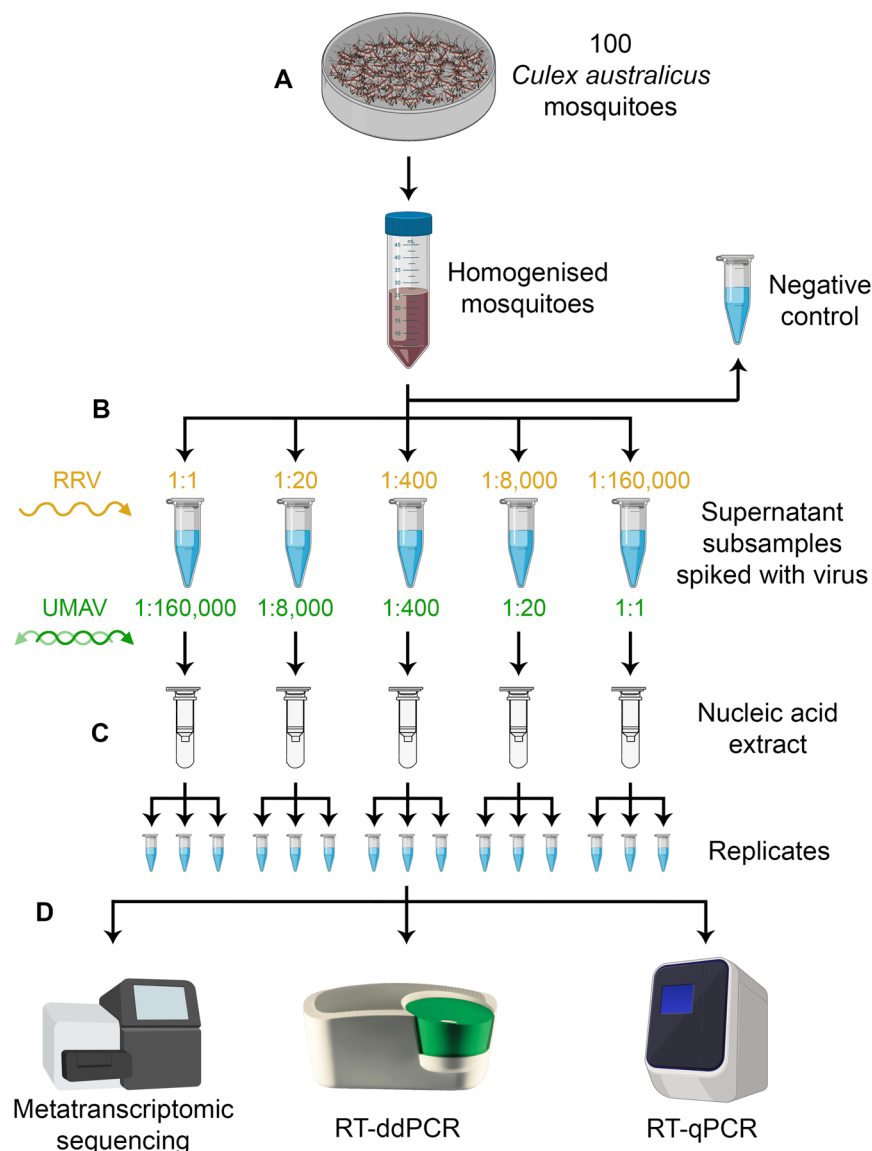 A
100
Culex australicus
mosquitoes
Homogenised
mosquitoes
Negative
control
B
RRV
1:1
1:20
1:400
1:8,000
1:160,000
Supernatant
subsamples
spiked with virus
UMAV
1:160,000
1:8,000
1:400
1:20
1:1
C
Nucleic acid
extract
Replicates
D
Metatranscriptomic
sequencing
RT-ddPCR
RT-qPCR